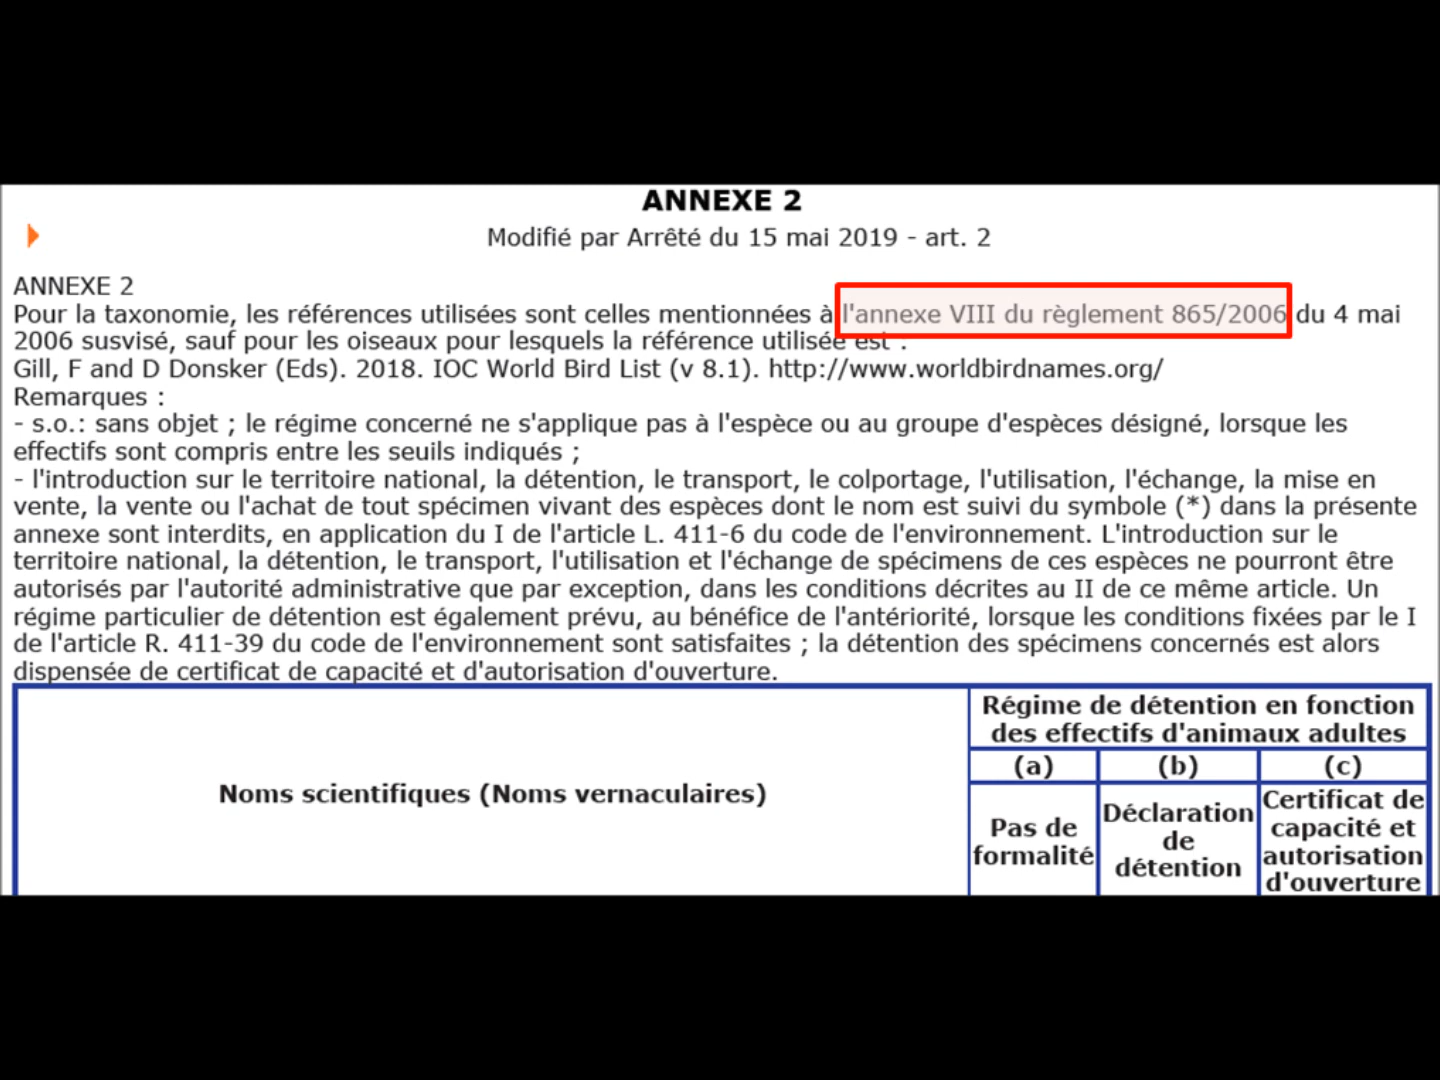 ANNEXE 2
Modifié par Arrêté du 15 mai 2019 - art. 2
ANNEXE 2
Pour la taxonomie, les références utilisées sont celles mentionnées à l'annexe VIII du règlement 865/2006 du 4 mai
2006 susvisé, sauf pour les oiseaux pour lesquels la référence utilisée est :
Gill, F and D Donsker (Eds). 2018. IOC World Bird List (v 8.1). http://www.worldbirdnames.org/
Remarques :
- s.o.: sans objet ; le régime concerné ne s'applique pas à l'espèce ou au groupe d'espèces désigné, lorsque les
effectifs sont compris entre les seuils indiqués ;
- l'introduction sur le territoire national, la détention, le transport, le colportage, l'utilisation, l'échange, la mise en
vente, la vente ou l'achat de tout spécimen vivant des espèces dont le nom est suivi du symbole (*) dans la présente
annexe sont interdits, en application du I de l'article L. 411-6 du code de l'environnement. L'introduction sur le
territoire national, la détention, le transport, l'utilisation et l'échange de spécimens de ces espèces ne pourront être
autorisés par l'autorité administrative que par exception, dans les conditions décrites au II de ce même article. Un
régime particulier de détention est également prévu, au bénéfice de l'antériorité, lorsque les conditions fixées par le I
de l'article R. 411-39 du code de l'environnement sont satisfaites ; la détention des spécimens concernés est alors
dispensée de certificat de capacité et d'autorisation d'ouverture.
Noms scientifiques (Noms vernaculaires)
Régime de détention en fonction
des effectifs d'animaux adultes
(a)
(b)
(c)
Pas de
formalité
Déclaration
de
détention
Certificat de
capacité et
autorisation
d'ouverture